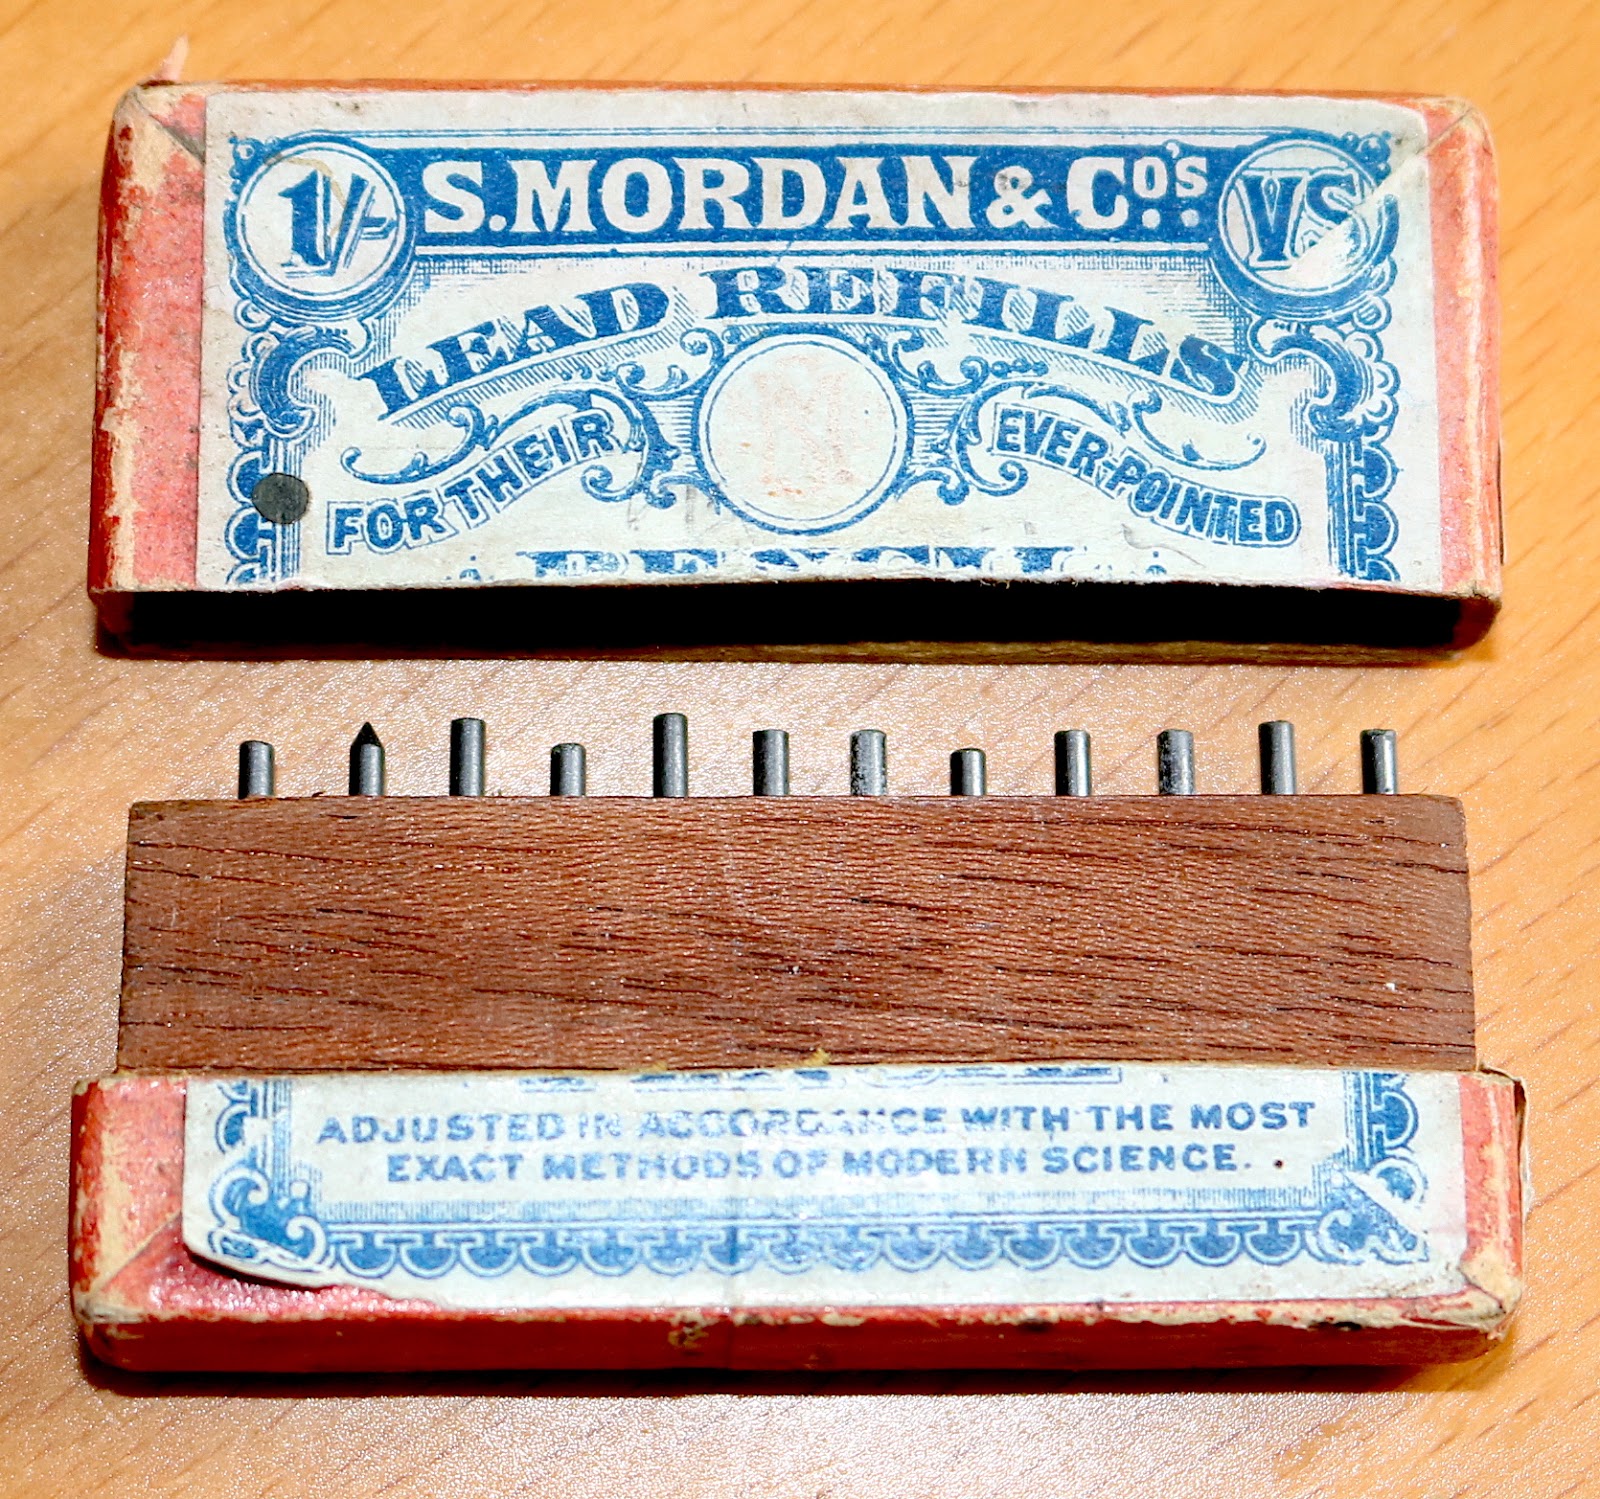 1/- S. MORDAN & Co's.. VS
LEAD REFILLS
FOR THEIR EVER-POINTED
PENCIL
ADJUSTED IN ACCORDANCE WITH THE MOST
EXACT METHODS OF MODERN SCIENCE.